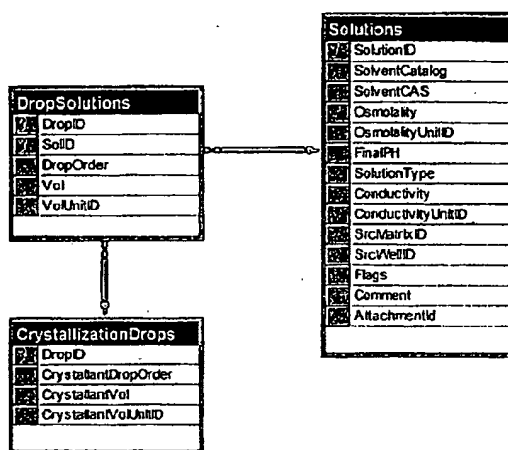 Solutions
SolutionID
SolventCatalog
SolventCAS
Osmolality
OsmolalityUnitID
FinalPH
SolutionType
Conductivity
ConductivityUnitID
SrcMatrixID
SrcWellID
Flags
Comment
AttachmentId
DropSolutions
DropID
SolID
DropOrder
Vol
VolUnitID
CrystallizationDrops
DropID
CrystallantDropOrder
CrystallantVol
CrystallantVolUnitID